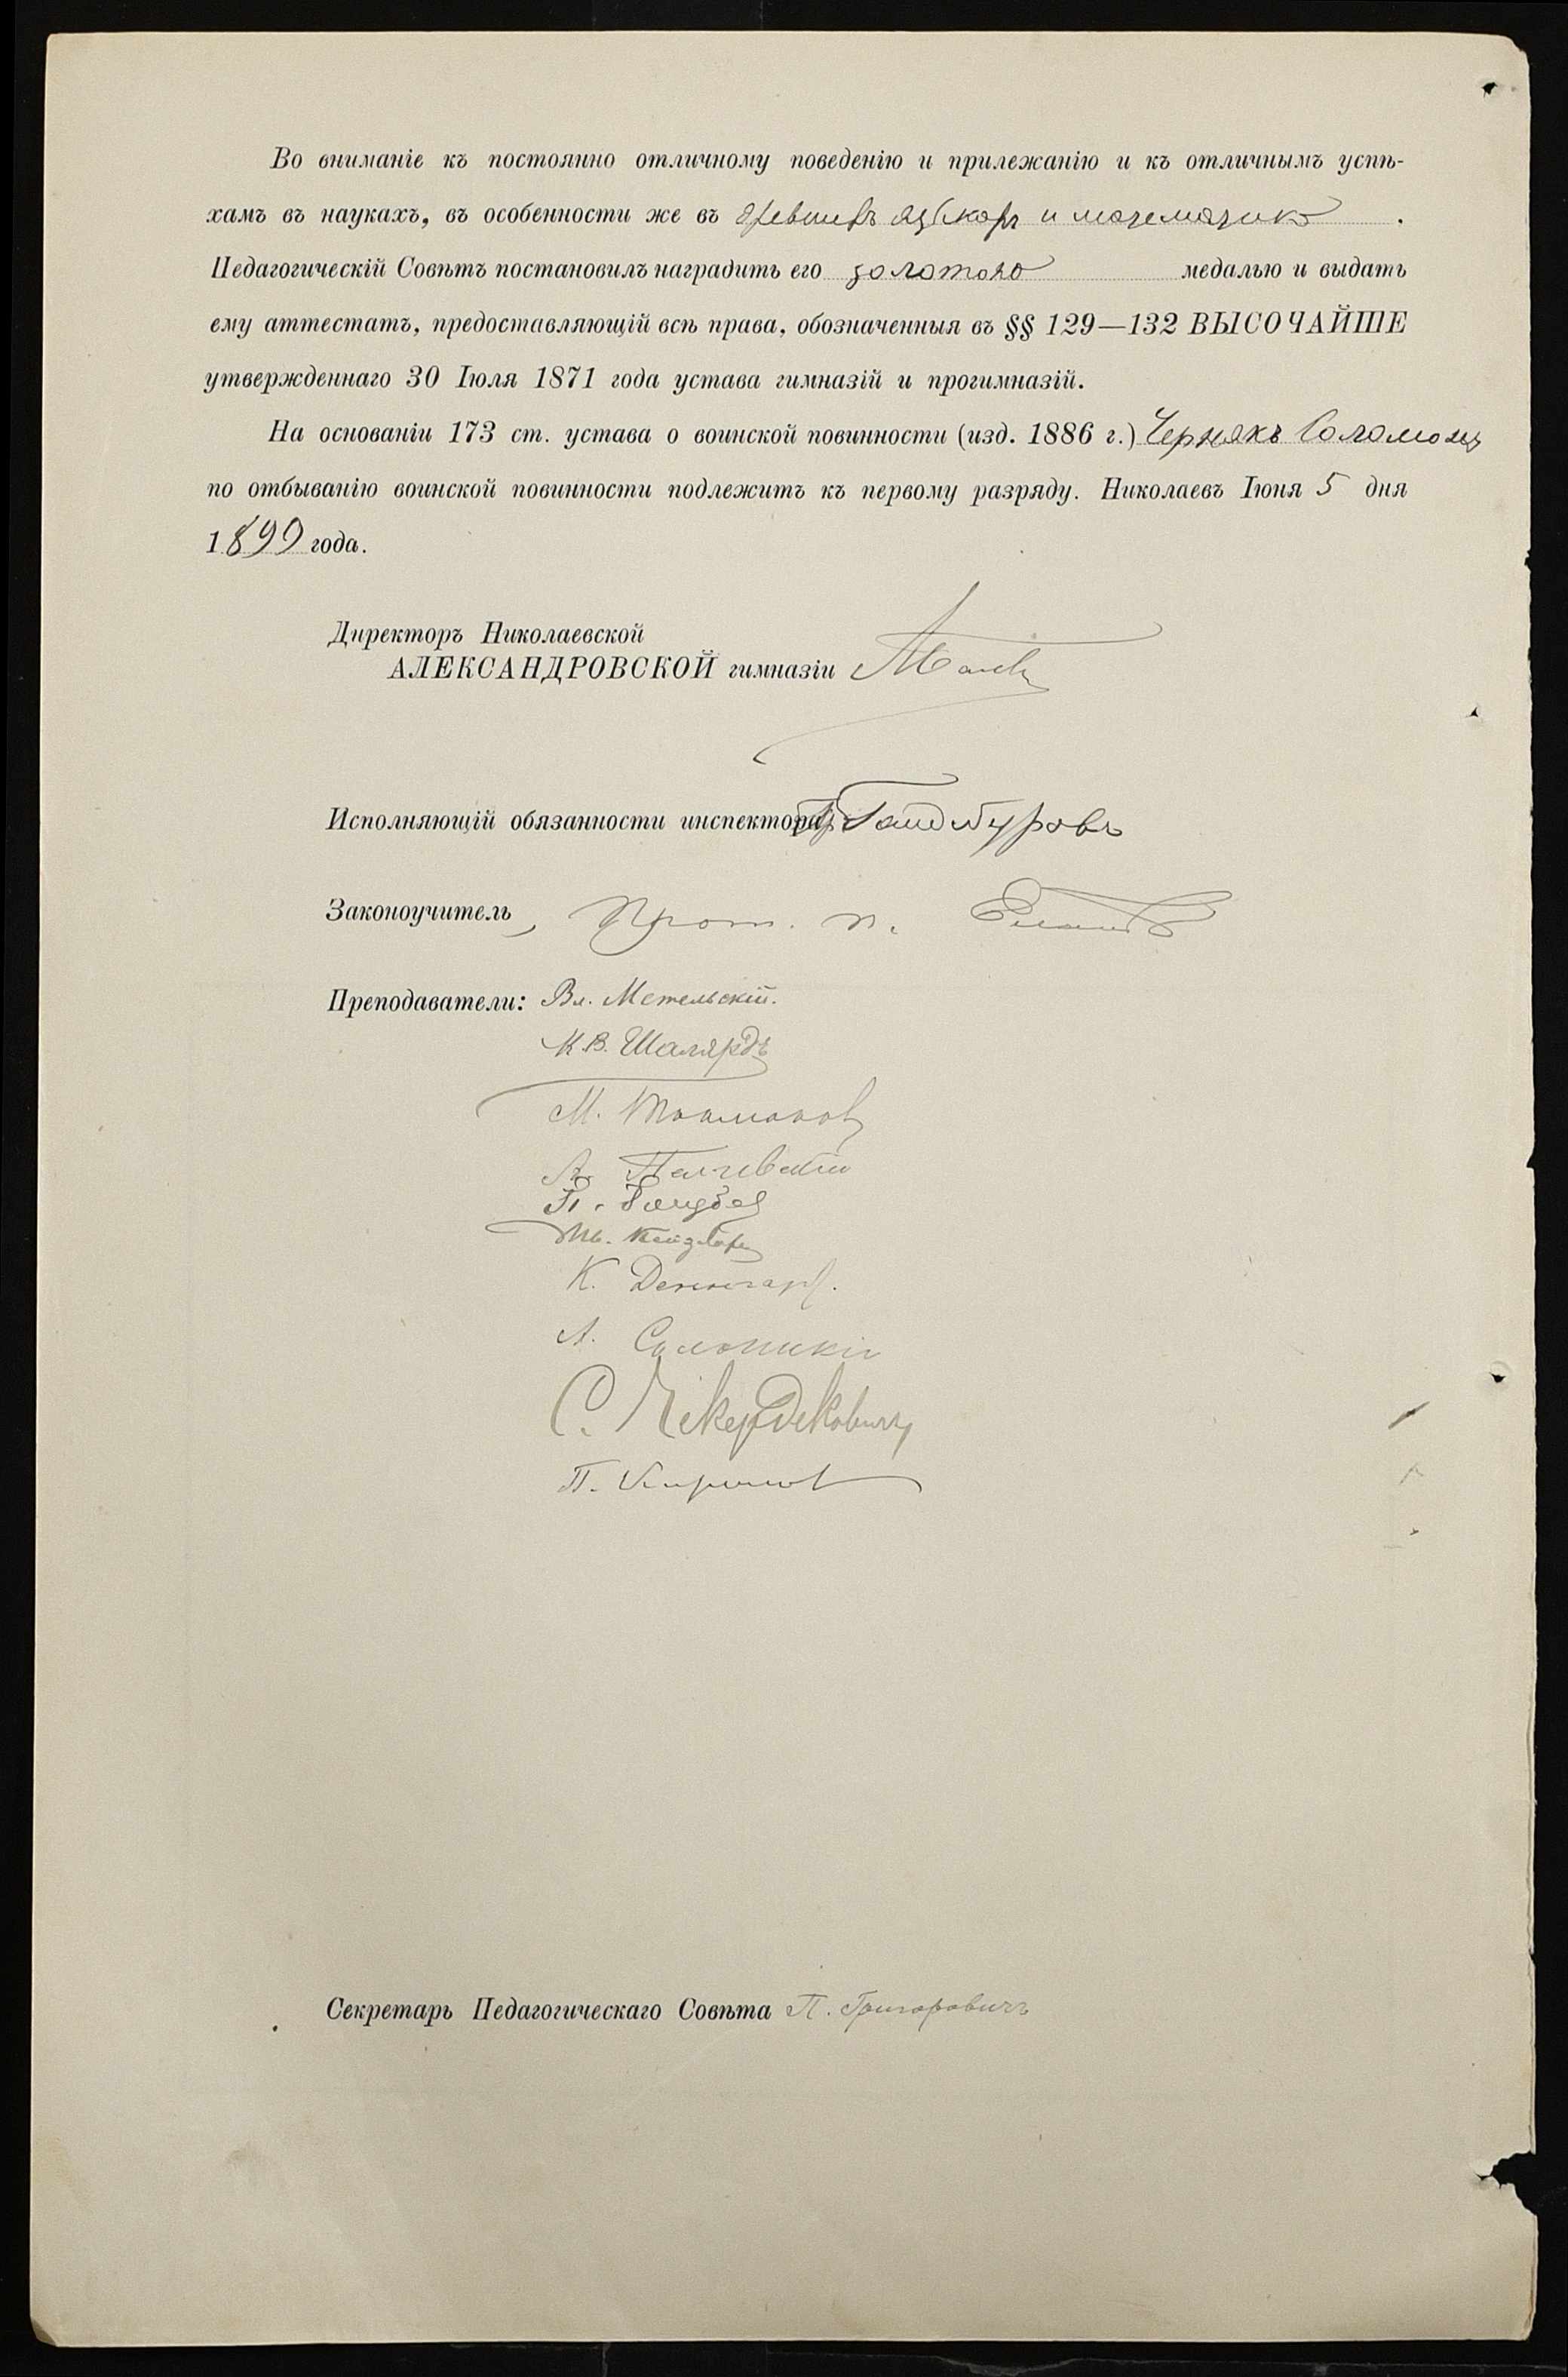 Во вниманіе къ постоянно отличному поведенію и прилежанію и къ отличнымъ успѣ-
хамъ въ наукахъ, въ особенности же въ древнихъ языкахъ и математикѣ .
Педагогическій Совѣтъ постановилъ наградить его золотою медалью и выдать
ему аттестатъ, предоставляющій всѣ права, обозначенныя въ §§ 129—132 ВЫСОЧАЙШЕ
утвержденнаго 30 Іюля 1871 года устава гимназій и прогимназій.
На основаніи 173 ст. устава о воинской повинности (изд. 1886 г.) Чернякъ Соломонъ
по отбыванію воинской повинности подлежитъ къ первому разряду. Николаевъ Іюня 5 дня
1899 года.
Директоръ Николаевской
АЛЕКСАНДРОВСКОЙ гимназіи
Исполняющій обязанности инспектора Гайдебуровъ
Законоучитель, Прот. п.
Преподаватели: Вл. Метельскій.
К.В. Шалярдъ
М.
А.
П.
К.
А.
С.
П.
Секретарь Педагогическаго Совѣта П. Григоровичъ